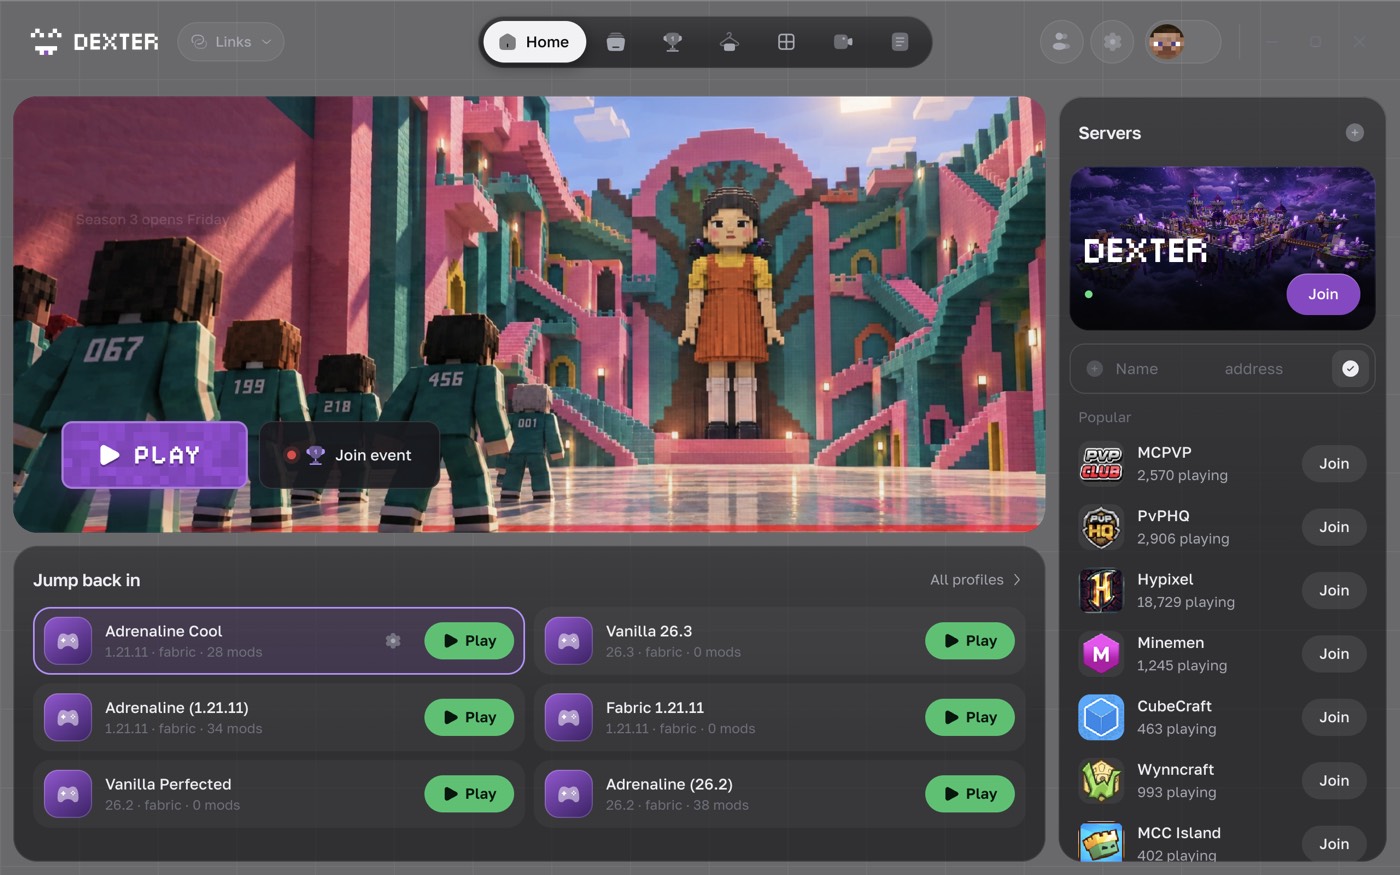 DEXTER
Links
Home
Season 3 opens Friday
067
199
218
456
001
PLAY
Join event
Servers
DEXTER
Join
Name
address
Popular
MCPVP
2,570 playing
Join
PvPHQ
2,906 playing
Join
Hypixel
18,729 playing
Join
Minemen
1,245 playing
Join
CubeCraft
463 playing
Join
Wynncraft
993 playing
Join
MCC Island
402 playing
Join
PVP
CLUB
PVP
HQ
H
M
W
Jump back in
All profiles
Adrenaline Cool
1.21.11 · fabric · 28 mods
Play
Vanilla 26.3
26.3 · fabric · 0 mods
Play
Adrenaline (1.21.11)
1.21.11 · fabric · 34 mods
Play
Fabric 1.21.11
1.21.11 · fabric · 0 mods
Play
Vanilla Perfected
26.2 · fabric · 0 mods
Play
Adrenaline (26.2)
26.2 · fabric · 38 mods
Play